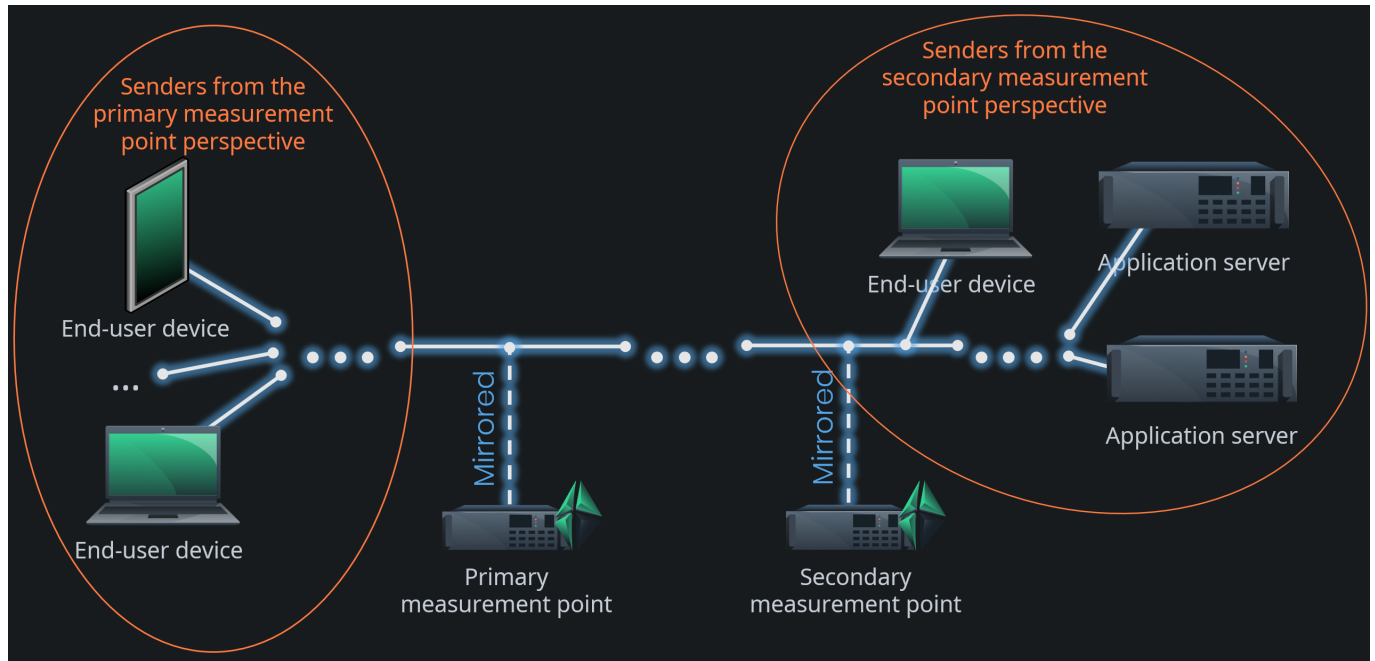 Senders from the
primary measurement
point perspective
End-user device
...
End-user device
Mirrored
Primary
measurement point
Senders from the
secondary measurement
point perspective
End-user device
Application server
Application server
Mirrored
Secondary
measurement point